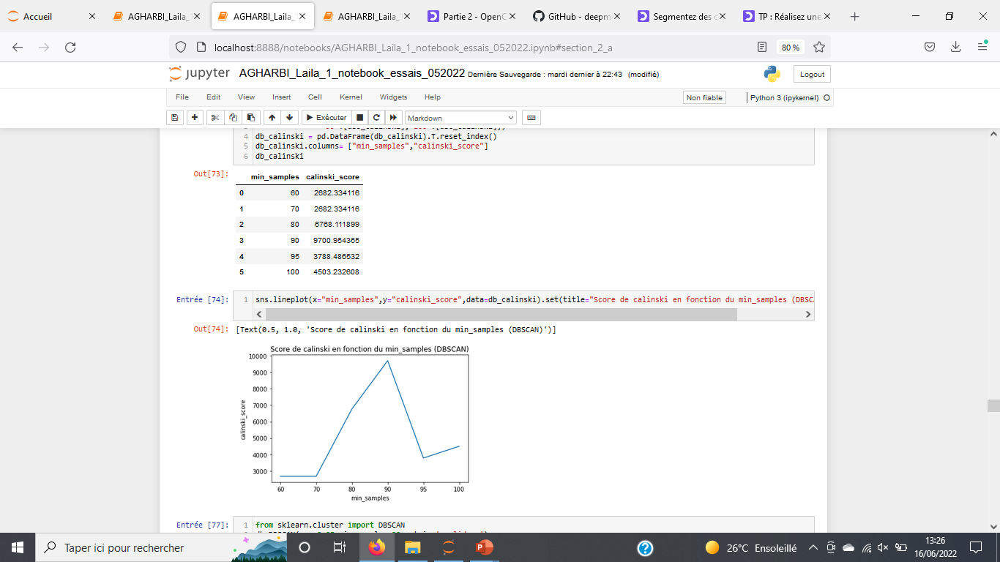 Accueil
AGHARBI_Laila_1
AGHARBI_Laila_
AGHARBI_Laila_1
Partie 2 - OpenC
GitHub - deepm
Segmentez des c
TP : Réalisez une
localhost:8888/notebooks/AGHARBI_Laila_1_notebook_essais_052022.ipynb#section_2_a
80 %
jupyter AGHARBI_Laila_1_notebook_essais_052022 Dernière Sauvegarde : mardi dernier à 22:43 (modifié)
Logout
File Edit View Insert Cell Kernel Widgets Help
Non fiable
Python 3 (ipykernel)
Exécuter
Markdown
4 db_calinski = pd.DataFrame(db_calinski).T.reset_index()
5 db_calinski.columns= ["min_samples","calinski_score"]
6 db_calinski
Out[73]:
min_samples calinski_score
0 60 2682.334116
1 70 2682.334116
2 80 6768.111899
3 90 9700.954365
4 95 3788.486532
5 100 4503.232608
Entrée [74]:
1 sns.lineplot(x="min_samples",y="calinski_score",data=db_calinski).set(title="Score de calinski en fonction du min_samples (DBSC
Out[74]: [Text(0.5, 1.0, 'Score de calinski en fonction du min_samples (DBSCAN)')]
Score de calinski en fonction du min_samples (DBSCAN)
10000
9000
8000
7000
6000
5000
4000
3000
calinski_score
60 70 80 90 95 100
min_samples
Entrée [77]:
1 from sklearn.cluster import DBSCAN
Taper ici pour rechercher
26°C Ensoleillé
13:26
16/06/2022